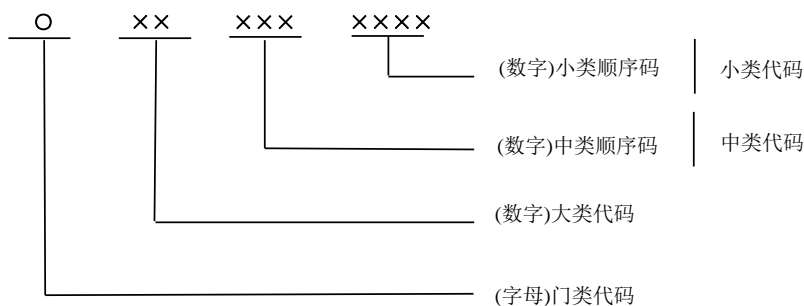 ○ ×× ××× ××××
(数字)小类顺序码 小类代码
(数字)中类顺序码 中类代码
(数字)大类代码
(字母)门类代码